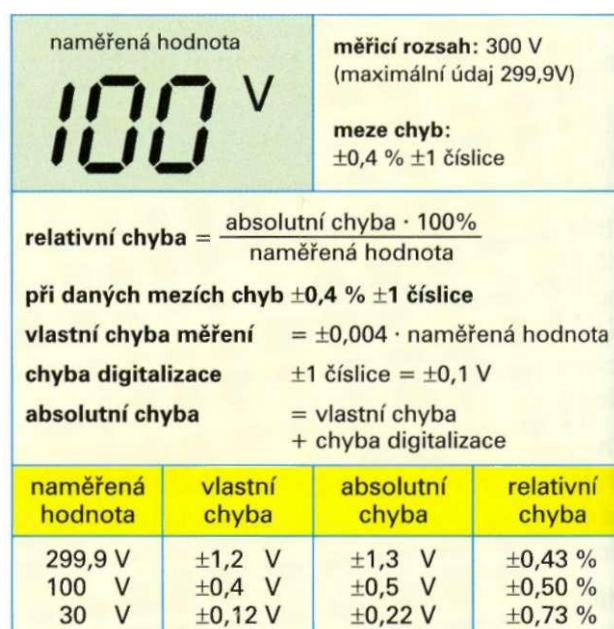 naměřená hodnota
100 V
měřicí rozsah: 300 V
(maximální údaj 299,9V)
meze chyb:
±0,4 % ±1 číslice
relativní chyba = absolutní chyba · 100% / naměřená hodnota
při daných mezích chyb ±0,4 % ±1 číslice
vlastní chyba měření = ±0,004 · naměřená hodnota
chyba digitalizace ±1 číslice = ±0,1 V
absolutní chyba = vlastní chyba
+ chyba digitalizace
naměřená hodnota vlastní chyba absolutní chyba relativní chyba
299,9 V ±1,2 V ±1,3 V ±0,43 %
100 V ±0,4 V ±0,5 V ±0,50 %
30 V ±0,12 V ±0,22 V ±0,73 %